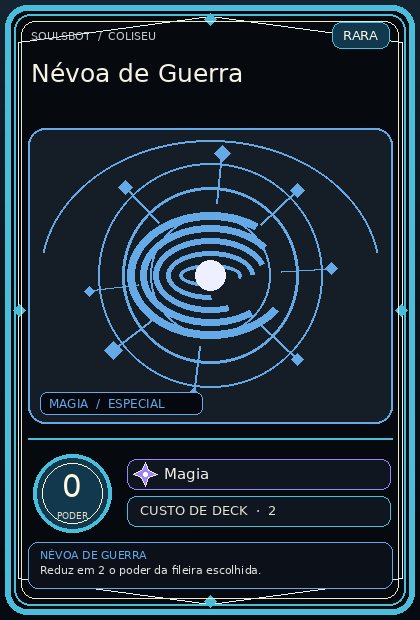 SOULSBOT / COLISEU
RARA
Névoa de Guerra
MAGIA / ESPECIAL
0
PODER
Magia
CUSTO DE DECK · 2
NÉVOA DE GUERRA
Reduz em 2 o poder da fileira escolhida.